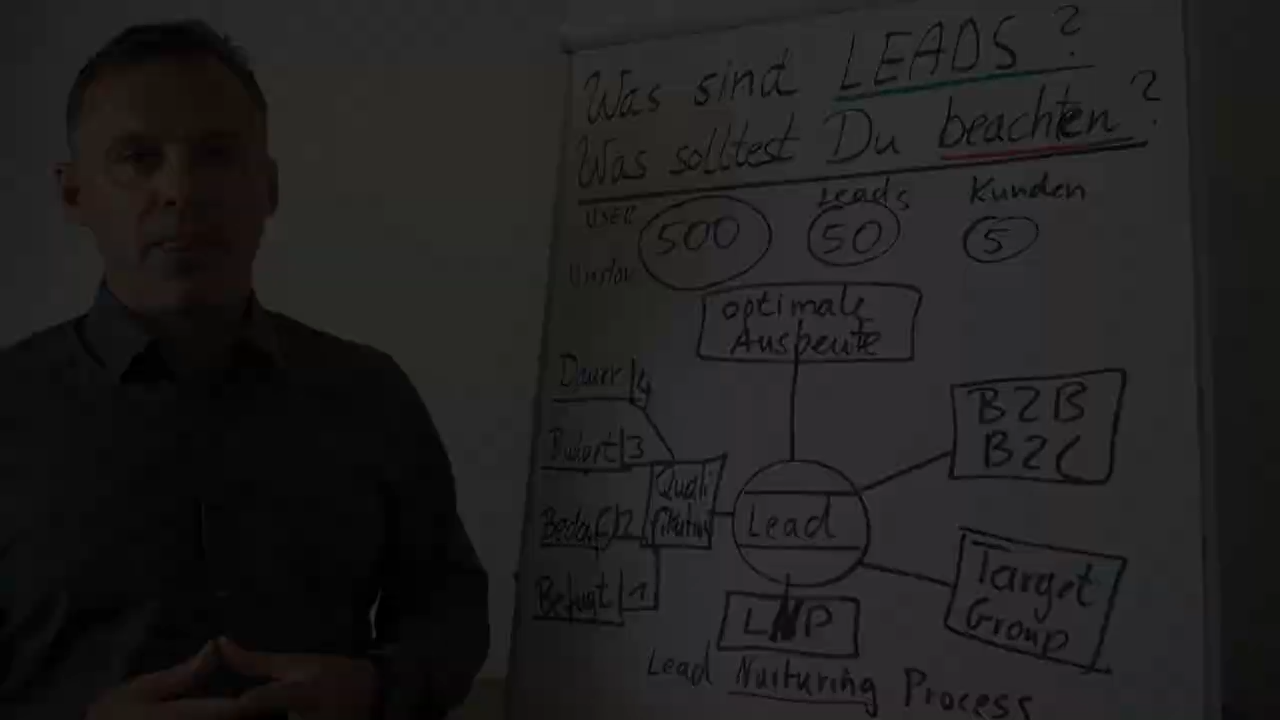 Was sind LEADS?
Was solltest Du beachten?
USER
500
Leads
50
Kunden
5
optimale
Ausbeute
Dauer 4
Budget 3
Bedarf 2
Befugt 1
Quali
fikation
Lead
B2B
B2C
Target
Group
LNP
Lead Nurturing Process